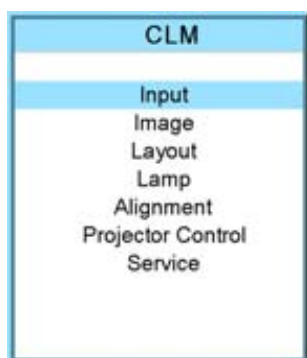 CLM
Input
Image
Layout
Lamp
Alignment
Projector Control
Service